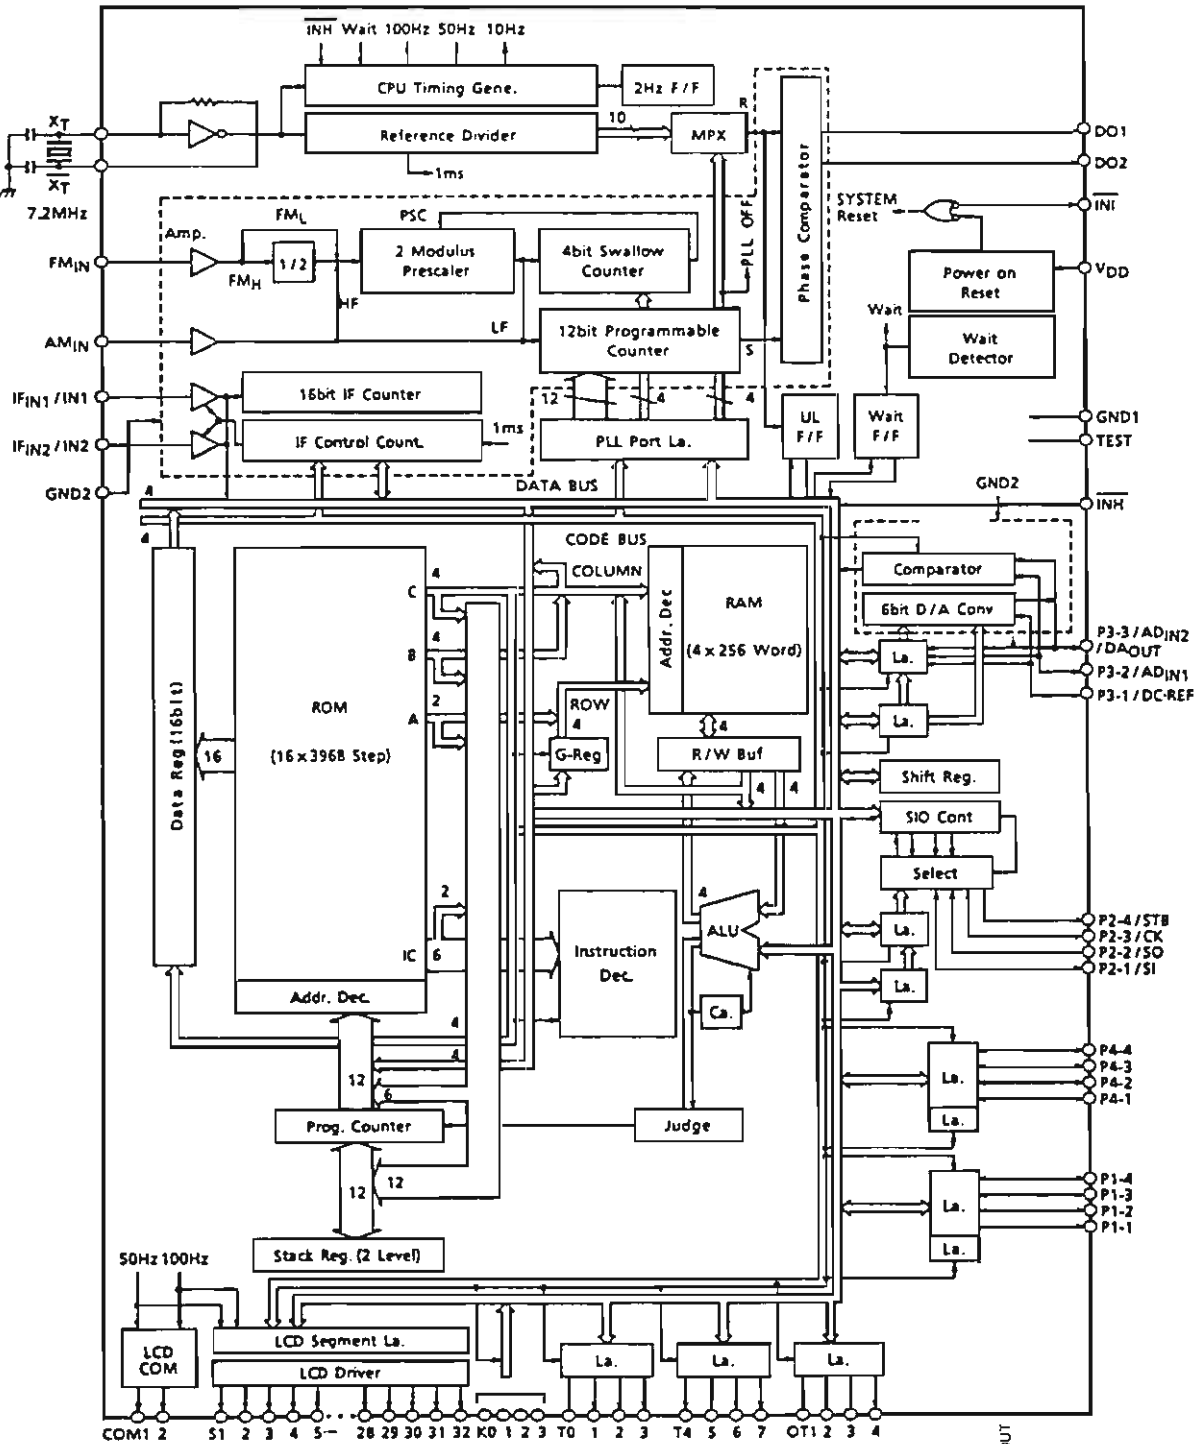 INH Wait 100Hz 50Hz 10Hz
CPU Timing Gene.
2Hz F/F
R
XT
Reference Divider
10
MPX
DO1
1ms
DO2
XT
7.2MHz
SYSTEM
Reset
INI
FML
PSC
Amp.
FMIN
FMH
1/2
2 Modulus
Prescaler
4bit Swallow
Counter
PLL OFF
Phase Comparator
Power on
Reset
VDD
HF
Wait
AMIN
LF
12bit Programmable
Counter
S
Wait
Detector
IFIN1/IN1
16bit IF Counter
12
4
4
UL
F/F
Wait
F/F
GND1
TEST
IFIN2/IN2
IF Control Count.
1ms
PLL Port La.
GND2
4
DATA BUS
GND2
INH
4
CODE BUS
Data Reg (16bit)
4
C
COLUMN
Addr. Dec
RAM
(4×256 Word)
Comparator
6bit D/A Conv
4
B
La.
P3-3/ADIN2
/DAOUT
P3-2/ADIN1
P3-1/DC-REF
ROM
(16×3968 Step)
2
A
ROW
4
La.
16
G-Reg
R/W Buf
4
4
Shift Reg.
SIO Cont
Select
2
4
ALU
La.
P2-4/STB
P2-3/CK
P2-2/SO
P2-1/SI
IC
6
Instruction
Dec.
La.
Addr. Dec.
Ca.
4
4
12
6
La.
La.
P4-4
P4-3
P4-2
P4-1
Prog. Counter
Judge
12
12
La.
La.
P1-4
P1-3
P1-2
P1-1
Stack Reg. (2 Level)
50Hz 100Hz
LCD
COM
LCD Segment La.
LCD Driver
La.
La.
La.
COM1 2 S1 2 3 4 5 28 29 30 31 32 K0 1 2 3 T0 1 2 3 T4 5 6 7 OT1 2 3 4